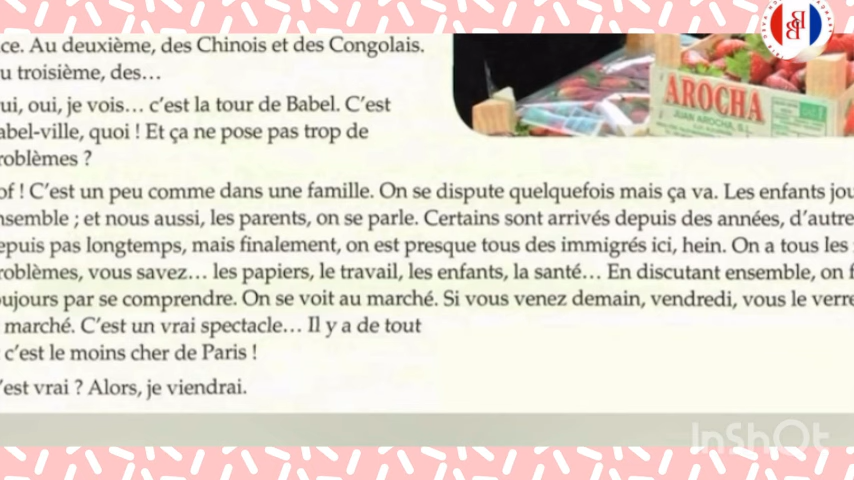 ce. Au deuxième, des Chinois et des Congolais.
u troisième, des…
ui, oui, je vois… c'est la tour de Babel. C'est
abel-ville, quoi ! Et ça ne pose pas trop de
roblèmes ?
of ! C'est un peu comme dans une famille. On se dispute quelquefois mais ça va. Les enfants jou
nsemble ; et nous aussi, les parents, on se parle. Certains sont arrivés depuis des années, d'autre
epuis pas longtemps, mais finalement, on est presque tous des immigrés ici, hein. On a tous les
roblèmes, vous savez… les papiers, le travail, les enfants, la santé… En discutant ensemble, on f
oujours par se comprendre. On se voit au marché. Si vous venez demain, vendredi, vous le verre
marché. C'est un vrai spectacle… Il y a de tout
c'est le moins cher de Paris !
'est vrai ? Alors, je viendrai.
AROCHA
JUAN AROCHA, S.L.
InShOt